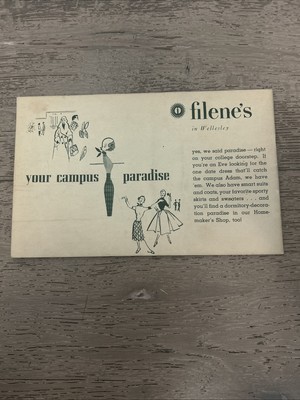 filene's
in Wellesley
your campus paradise
yes, we said paradise — right
on your college doorstep. If
you're an Eve looking for the
one date dress that'll catch
the campus Adam, we have
'em. We also have smart suits
and coats, your favorite sporty
skirts and sweaters . . . and
you'll find a dormitory-decora-
tion paradise in our Home-
maker's Shop, too!